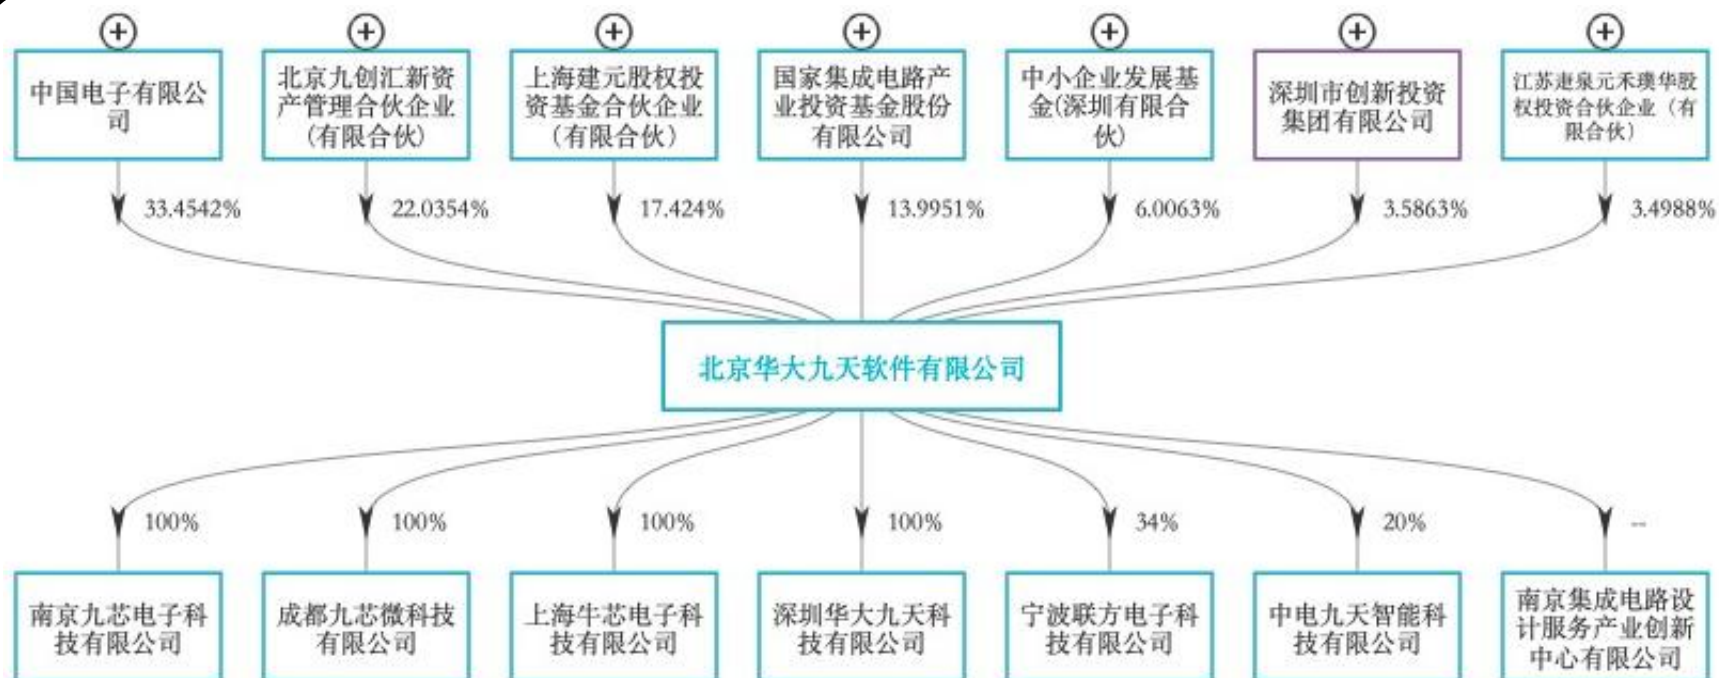 中国电子有限公
司
北京九创汇新资
产管理合伙企业
(有限合伙)
上海建元股权投
资基金合伙企业
（有限合伙）
国家集成电路产
业投资基金股份
有限公司
中小企业发展基
金(深圳有限合
伙)
深圳市创新投资
集团有限公司
江苏疌泉元禾璞华股
权投资合伙企业（有
限合伙）
33.4542%
22.0354%
17.424%
13.9951%
6.0063%
3.5863%
3.4988%
北京华大九天软件有限公司
100%
100%
100%
100%
34%
20%
--
南京九芯电子科
技有限公司
成都九芯微科技
有限公司
上海牛芯电子科
技有限公司
深圳华大九天科
技有限公司
宁波联方电子科
技有限公司
中电九天智能科
技有限公司
南京集成电路设
计服务产业创新
中心有限公司